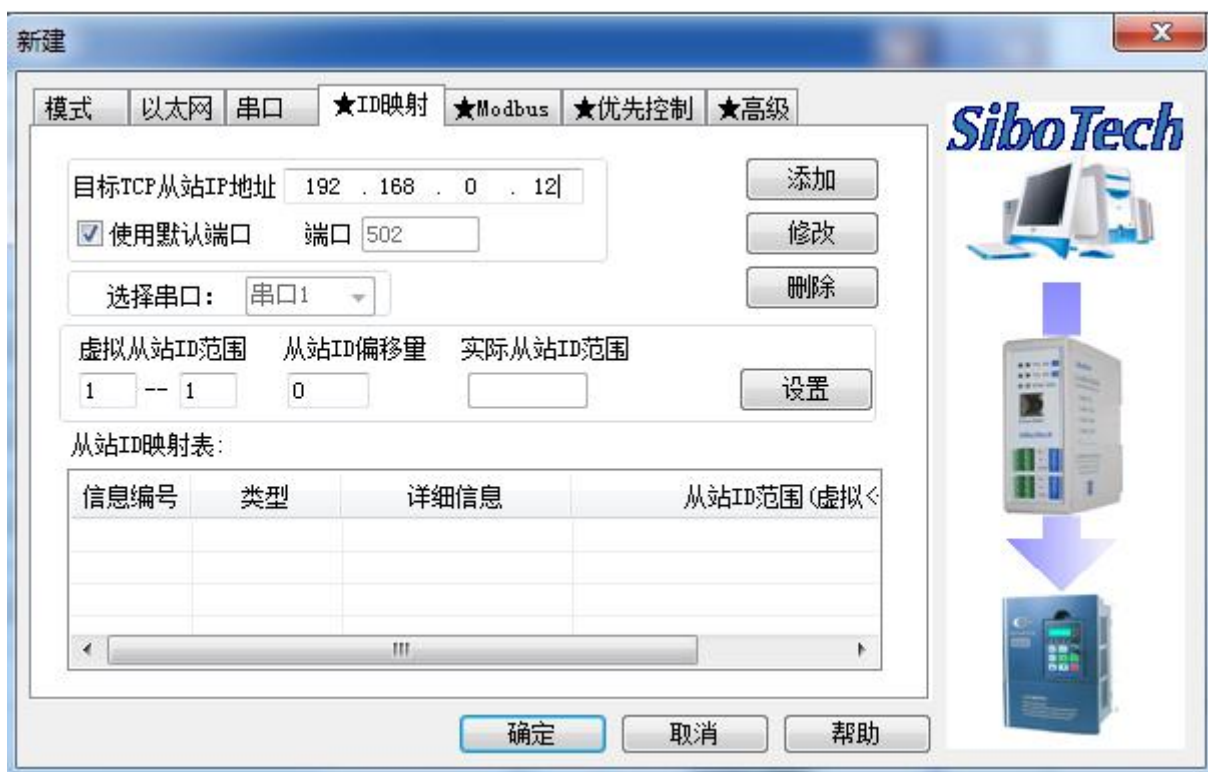 新建
模式 以太网 串口 ★ID映射 ★Modbus ★优先控制 ★高级
SiboTech
目标TCP从站IP地址 192 . 168 . 0 . 12
添加
使用默认端口 端口 502
修改
选择串口: 串口1
删除
虚拟从站ID范围 从站ID偏移量 实际从站ID范围
1 -- 1 0
设置
从站ID映射表:
信息编号 类型 详细信息 从站ID范围(虚拟<
确定 取消 帮助